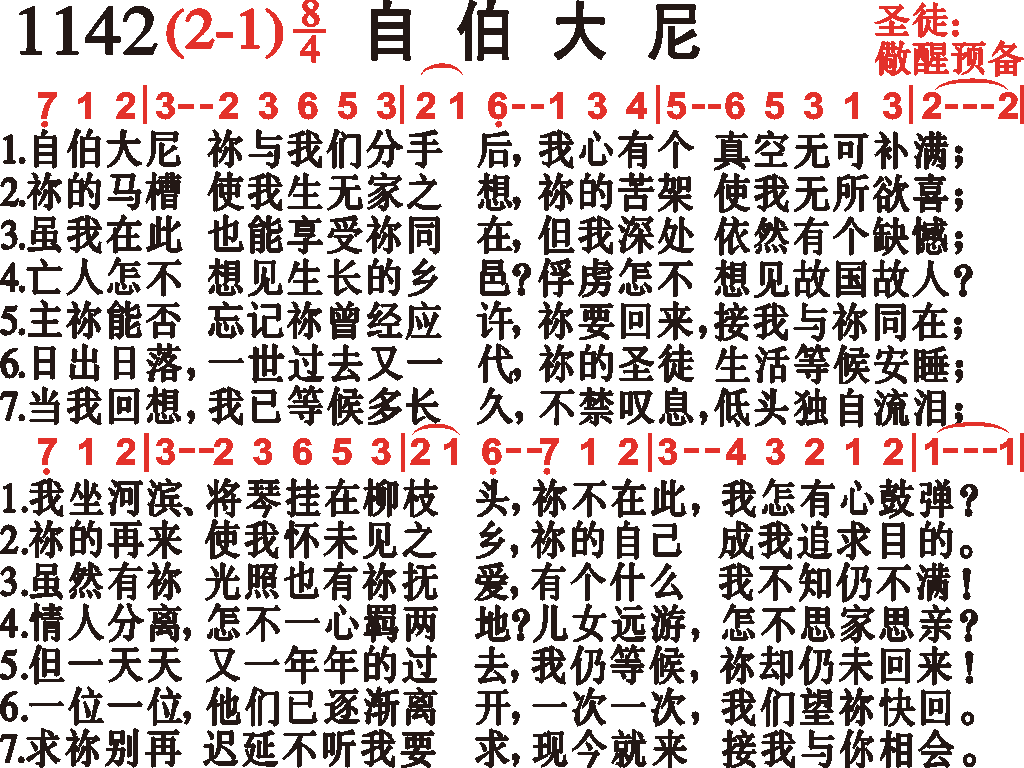 1142(2-1) 8/4 自伯大尼 圣徒:
儆醒预备
7 1 2|3--2 3 6 5 3|2 1 6--1 3 4|5--6 5 3 1 3|2---2|
1.自伯大尼 祢与我们分手 后,我心有个 真空无可补满;
2.祢的马槽 使我生无家之 想,祢的苦架 使我无所欲喜;
3.虽我在此 也能享受祢同 在,但我深处 依然有个缺憾;
4.亡人怎不 想见生长的乡 邑?俘虏怎不 想见故国故人?
5.主祢能否 忘记祢曾经应 许,祢要回来,接我与祢同在;
6.日出日落,一世过去又一 代,祢的圣徒 生活等候安睡;
7.当我回想,我已等候多长 久,不禁叹息,低头独自流泪;
7 1 2|3--2 3 6 5 3|2 1 6--7 1 2|3--4 3 2 1 2|1---1|
1.我坐河滨、将琴挂在柳枝 头,祢不在此,我怎有心鼓弹?
2.祢的再来 使我怀未见之 乡,祢的自己 成我追求目的。
3.虽然有祢 光照也有祢抚 爱,有个什么 我不知仍不满!
4.情人分离,怎不一心羁两 地?儿女远游,怎不思家思亲?
5.但一天天 又一年年的过 去,我仍等候,祢却仍未回来!
6.一位一位,他们已逐渐离 开,一次一次,我们望祢快回。
7.求祢别再 迟延不听我要 求,现今就来 接我与你相会。